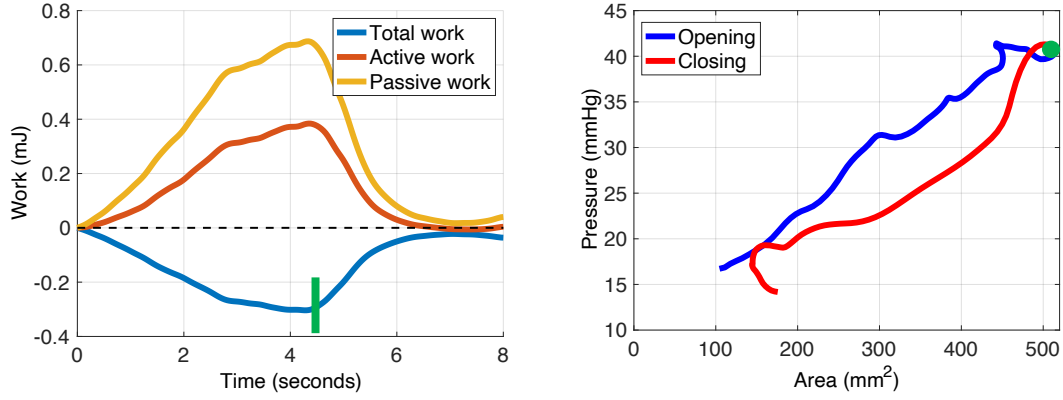 0.8
0.6
0.4
0.2
0
-0.2
-0.4
Work (mJ)
Total work
Active work
Passive work
0 2 4 6 8
Time (seconds)
45
40
35
30
25
20
15
10
Pressure (mmHg)
Opening
Closing
0 100 200 300 400 500
Area (mm²)